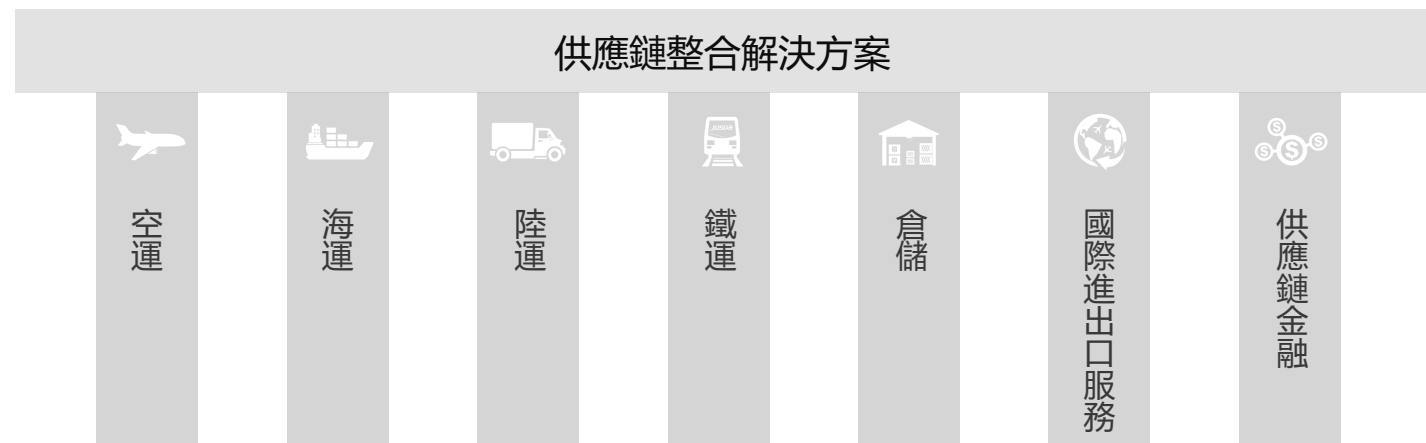 供應鏈整合解決方案
空運
海運
陸運
鐵運
倉儲
國際進出口服務
供應鏈金融